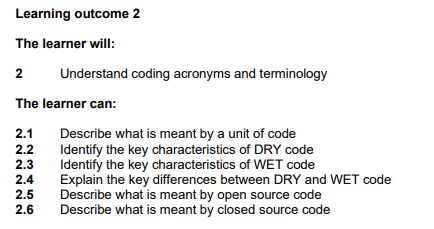 Learning outcome 2
The learner will:
2 Understand coding acronyms and terminology
The learner can:
2.1 Describe what is meant by a unit of code
2.2 Identify the key characteristics of DRY code
2.3 Identify the key characteristics of WET code
2.4 Explain the key differences between DRY and WET code
2.5 Describe what is meant by open source code
2.6 Describe what is meant by closed source code